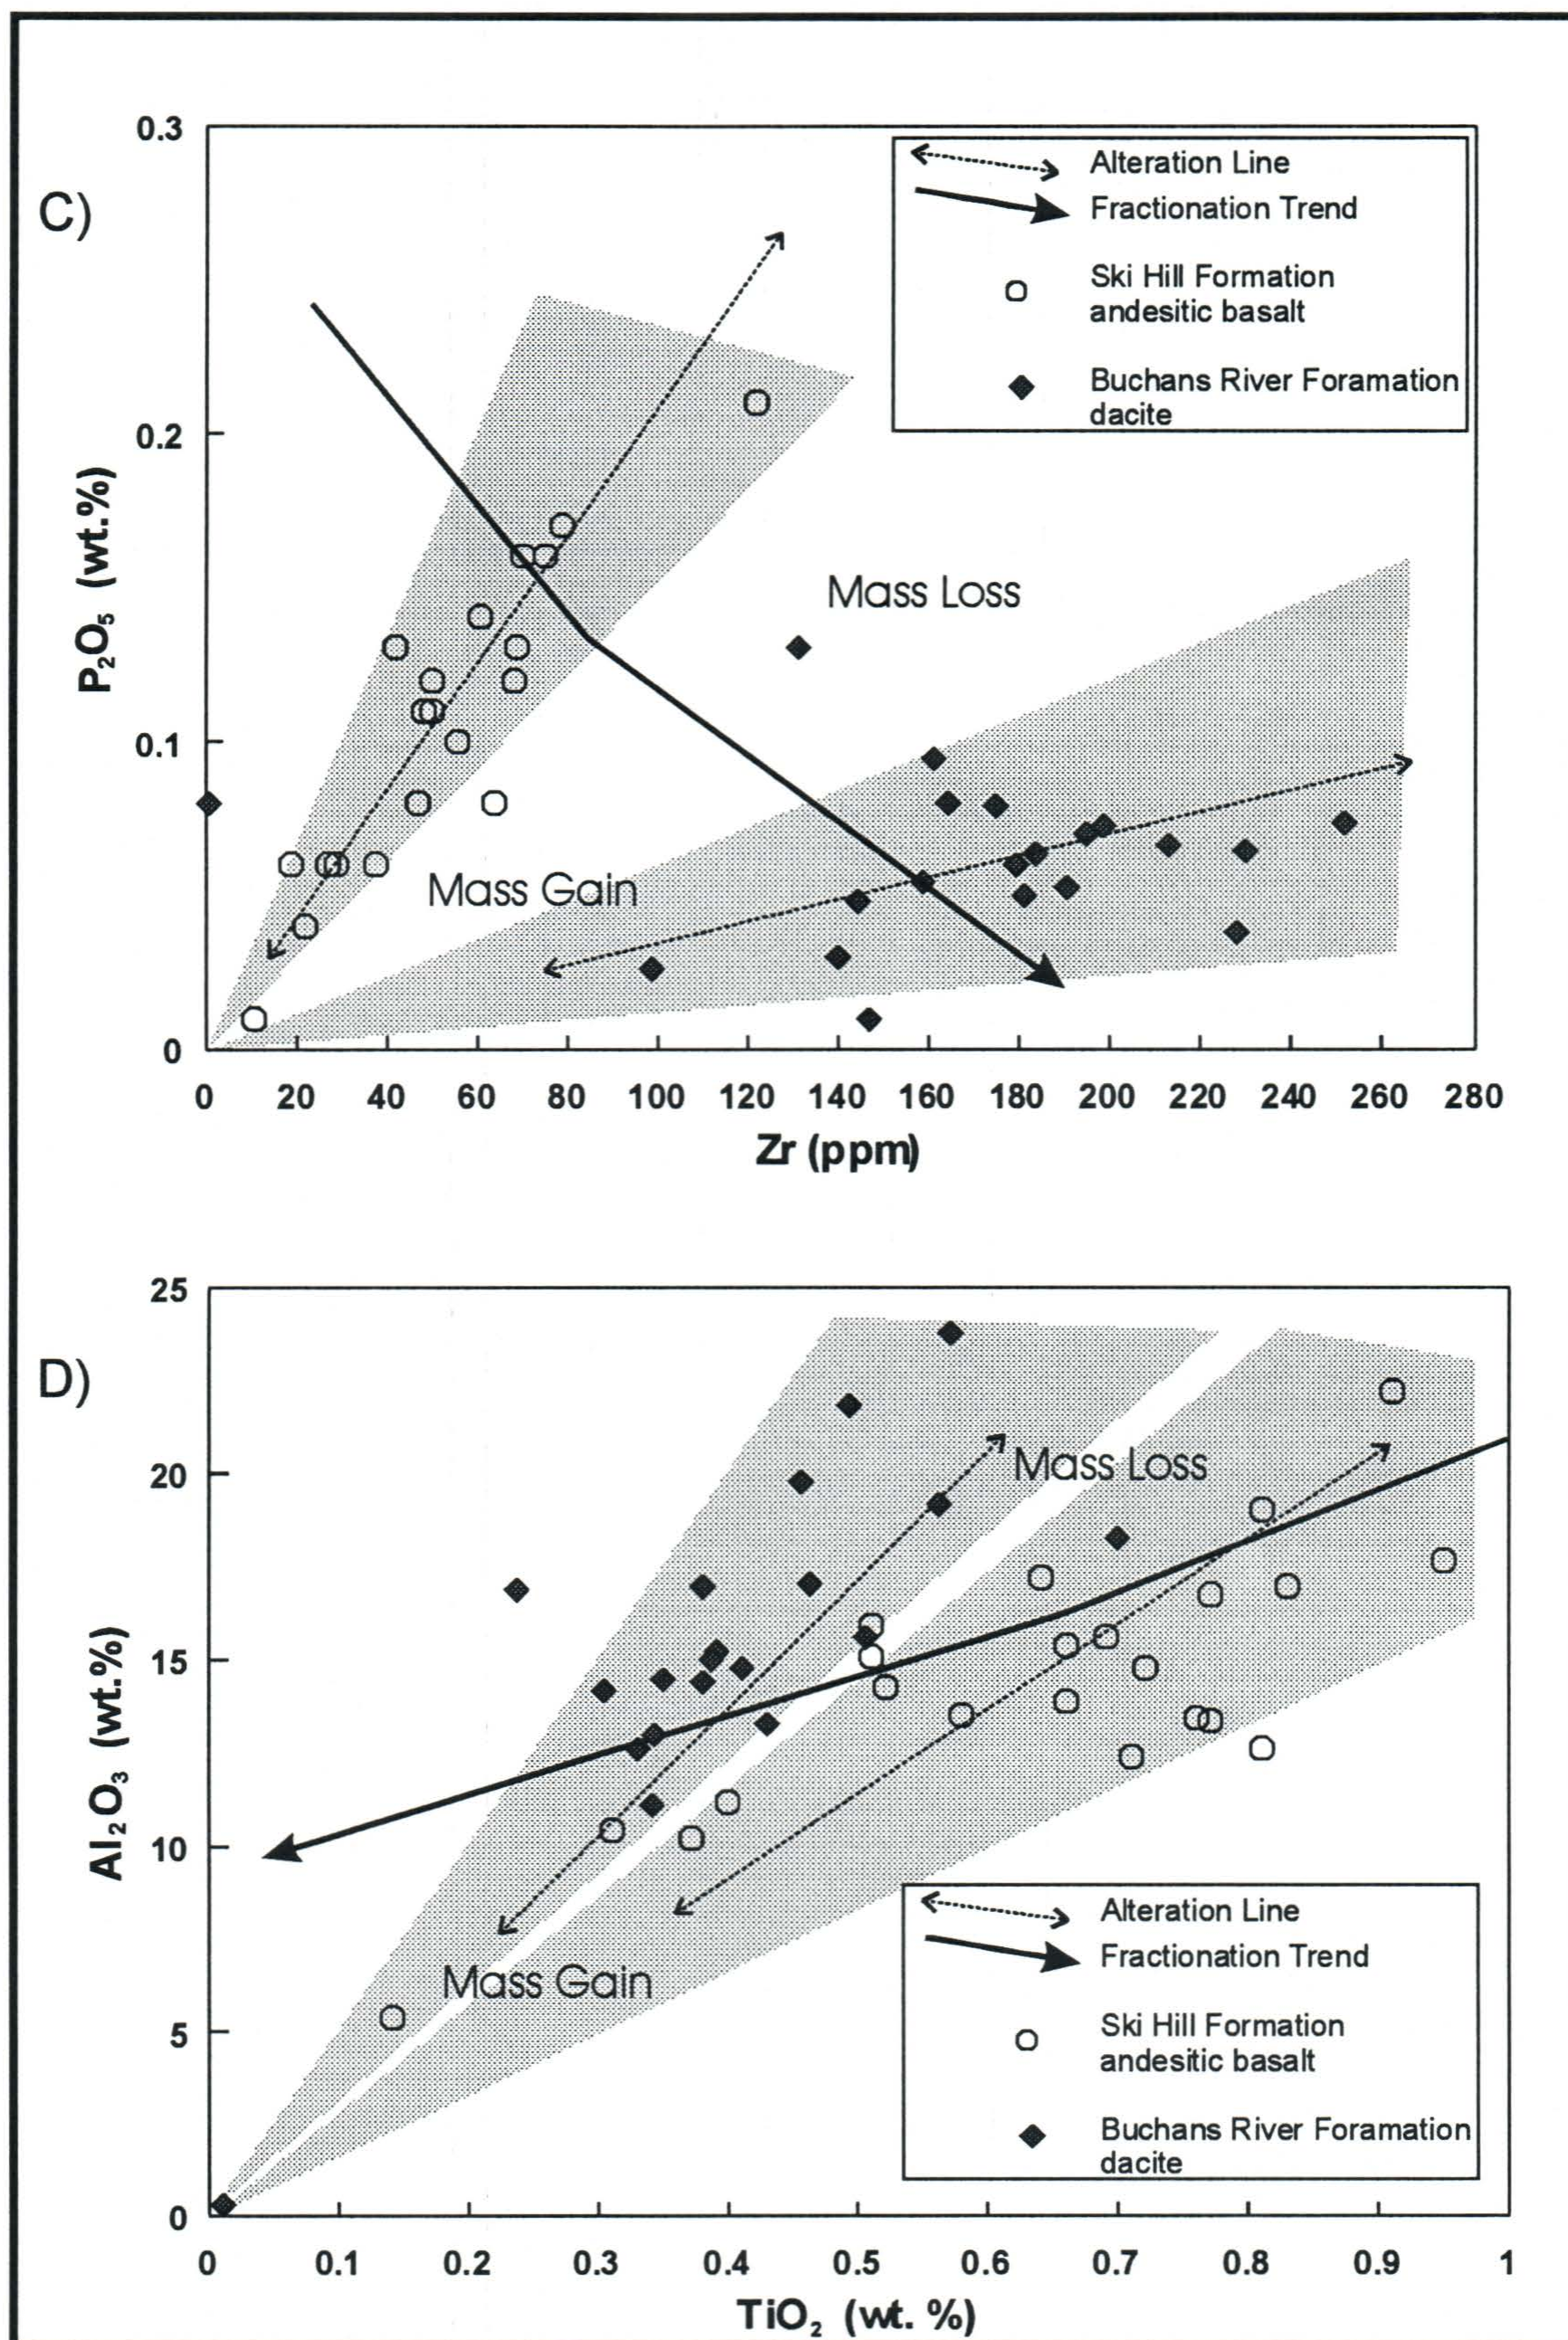 C)
0.3
0.2
0.1
0
P₂O₅ (wt.%)
Alteration Line
Fractionation Trend
Ski Hill Formation
andesitic basalt
Buchans River Foramation
dacite
Mass Loss
Mass Gain
0 20 40 60 80 100 120 140 160 180 200 220 240 260 280
Zr (ppm)
D)
25
20
15
10
5
0
Al₂O₃ (wt.%)
Mass Loss
Mass Gain
Alteration Line
Fractionation Trend
Ski Hill Formation
andesitic basalt
Buchans River Foramation
dacite
0 0.1 0.2 0.3 0.4 0.5 0.6 0.7 0.8 0.9 1
TiO₂ (wt. %)